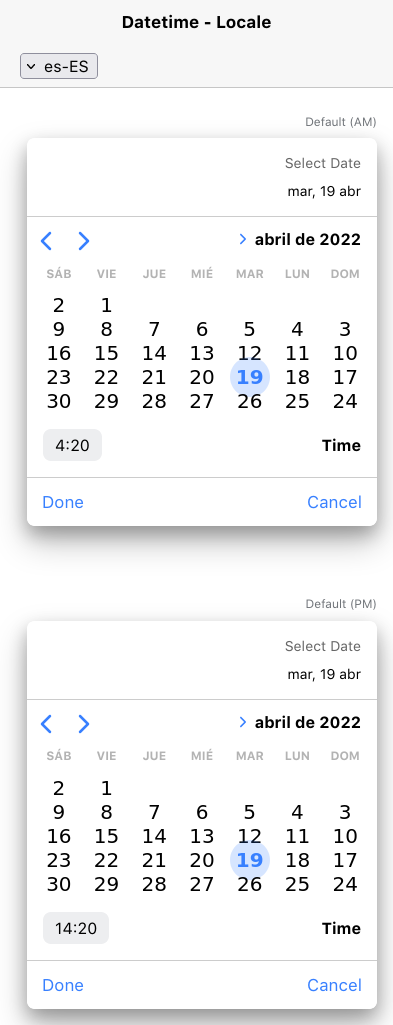 Datetime - Locale
es-ES
Default (AM)
Select Date
mar, 19 abr
abril de 2022
SÁB VIE JUE MIÉ MAR LUN DOM
2 1
9 8 7 6 5 4 3
16 15 14 13 12 11 10
23 22 21 20 19 18 17
30 29 28 27 26 25 24
4:20 Time
Done Cancel
Default (PM)
Select Date
mar, 19 abr
abril de 2022
SÁB VIE JUE MIÉ MAR LUN DOM
2 1
9 8 7 6 5 4 3
16 15 14 13 12 11 10
23 22 21 20 19 18 17
30 29 28 27 26 25 24
14:20 Time
Done Cancel